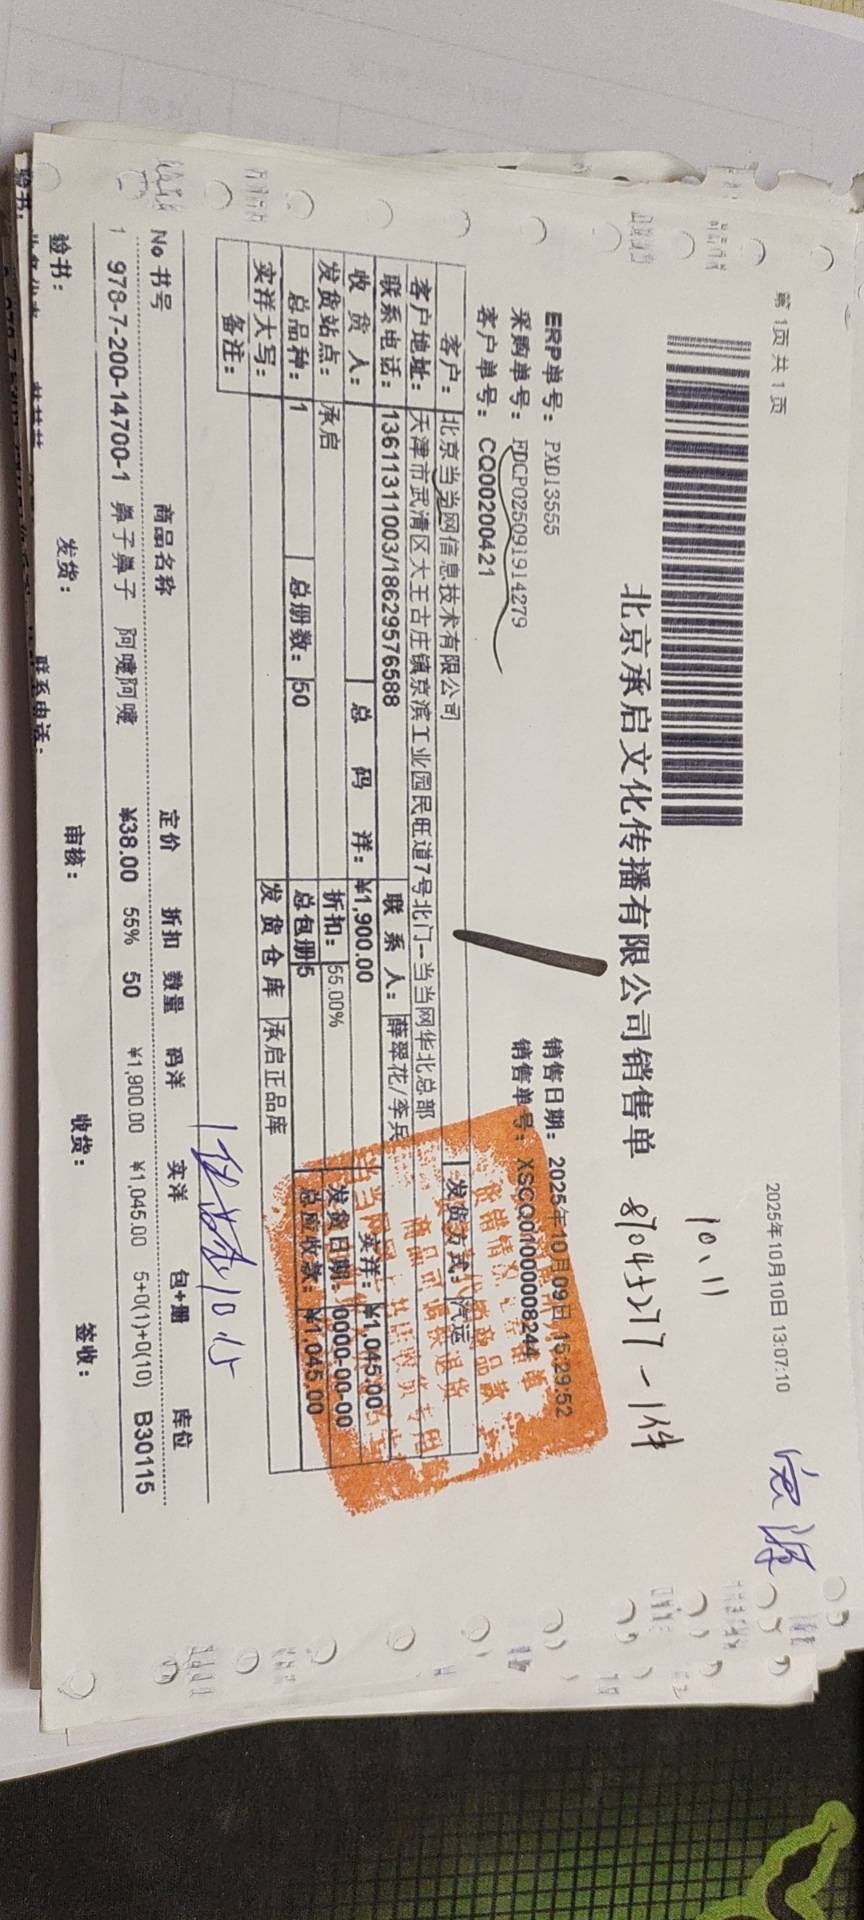 第 1页 共 1 页
2025年10月10日 13:07:10
10、11
北京承启文化传播有限公司销售单
ERP单号： PXD13555
销售日期： 2025年10月09日 15:29:52
采购单号： FDCP025091914279
销售单号： XSCQ01000008244
客户单号： CQ00200421
客户： 北京当当网信息技术有限公司 发货方式： 汽运
客户地址： 天津市武清区大王古庄镇京滨工业园民旺道7号北门--当当网华北总部
联系电话： 13611311003/18629576588 联系人： 薛翠花/李兵
收货人： 总码洋： ¥1,900.00 实洋： ¥1,045.00
发货站点： 承启 折扣： 55.00% 发货日期： 0000-00-00
总品种： 1 总册数： 50 总包册 5 总应收款： ¥1,045.00
实洋大写： 发货仓库 承启正品库
备注：
No 书号 商品名称 定价 折扣 数量 码洋 实洋 包+册 库位
1 978-7-200-14700-1 鼻子鼻子 阿嚏阿嚏 ¥38.00 55% 50 ¥1,900.00 ¥1,045.00 5+0(1)+0(10) B30115
验书： 发货： 审核： 收货： 签收：
验书：
联系电话：